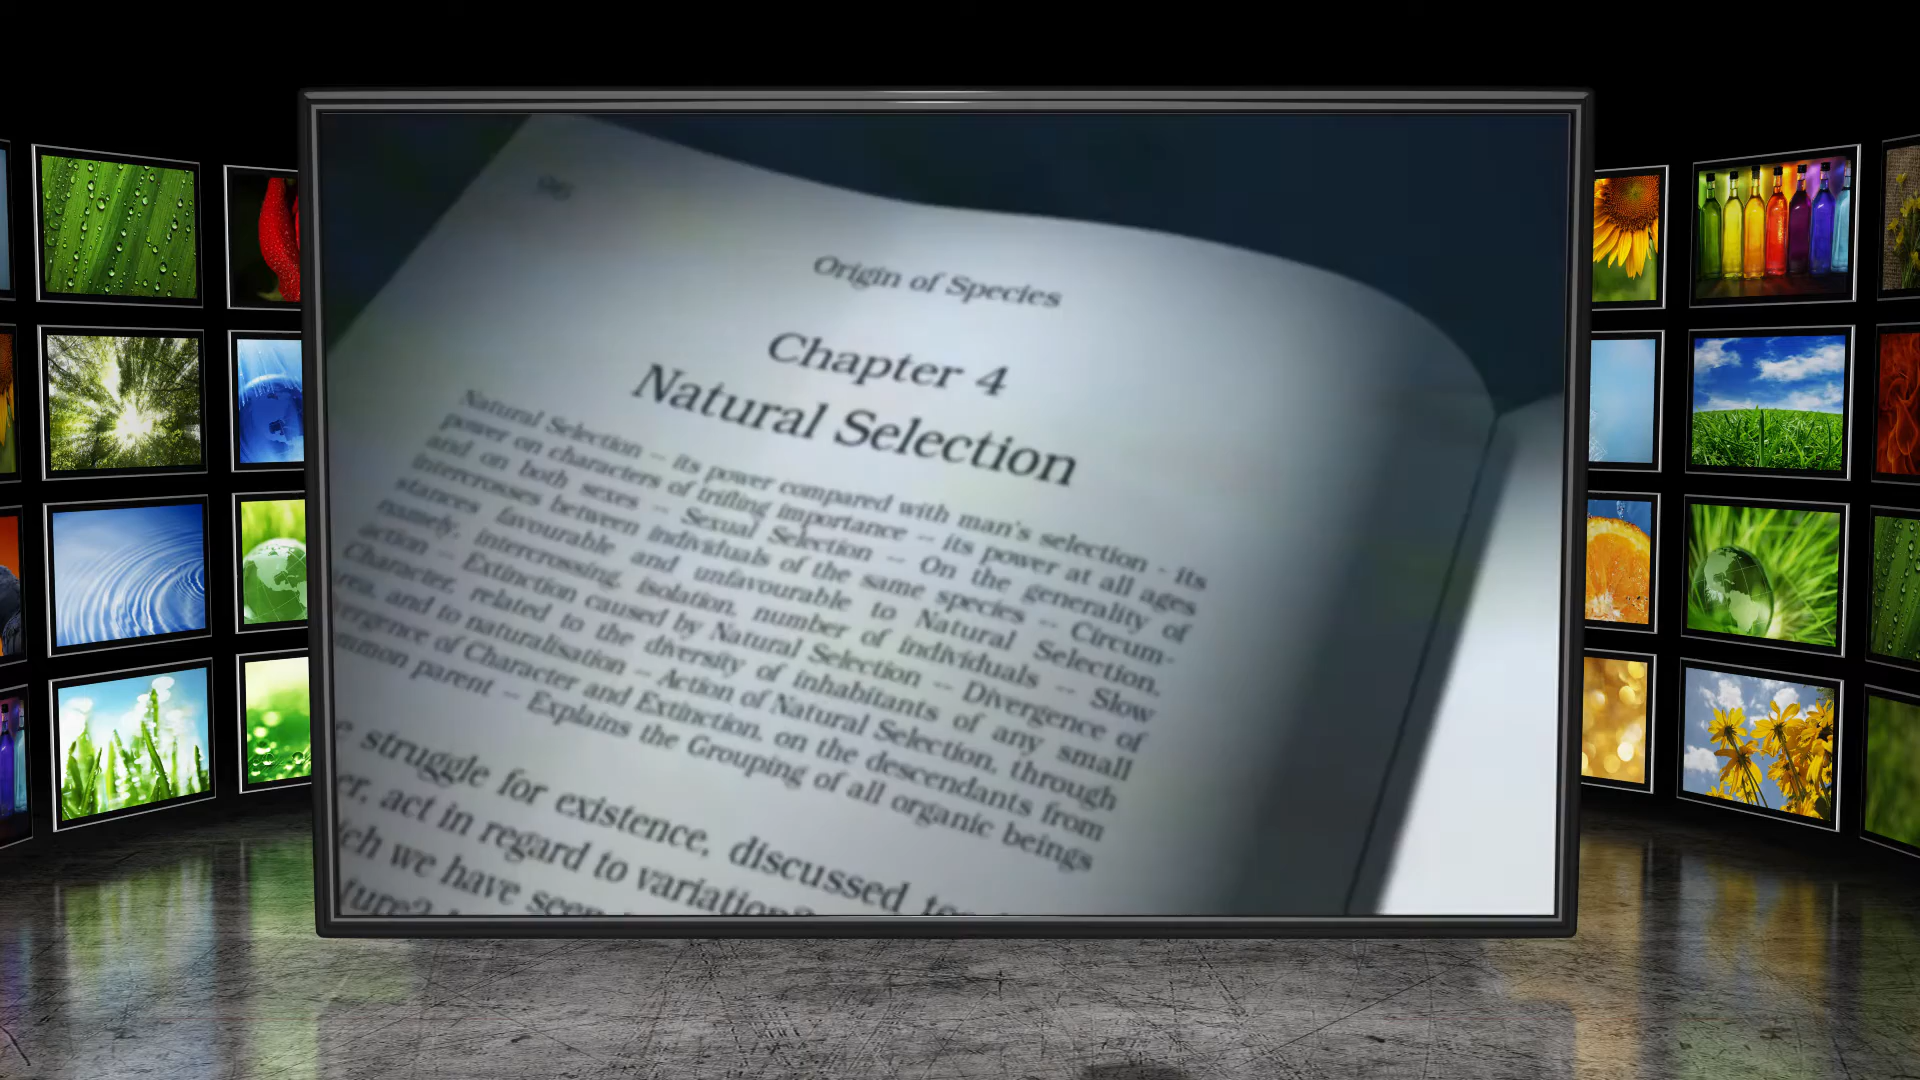 Origin of Species
Chapter 4
Natural Selection
Natural Selection -- its power compared with man's selection - its
power on characters of trifling importance -- its power at all ages
and on both sexes -- Sexual Selection -- On the generality of
intercrosses between individuals of the same species -- Circum-
stances favourable and unfavourable to Natural Selection,
namely, intercrossing, isolation, number of individuals -- Slow
action -- Extinction caused by Natural Selection -- Divergence of
Character, related to the diversity of inhabitants of any small
area, and to naturalisation -- Action of Natural Selection, through
ergence of Character and Extinction, on the descendants from
mmon parent -- Explains the Grouping of all organic beings
e struggle for existence, discussed
er, act in regard to variation?
ich we have seen
ture?